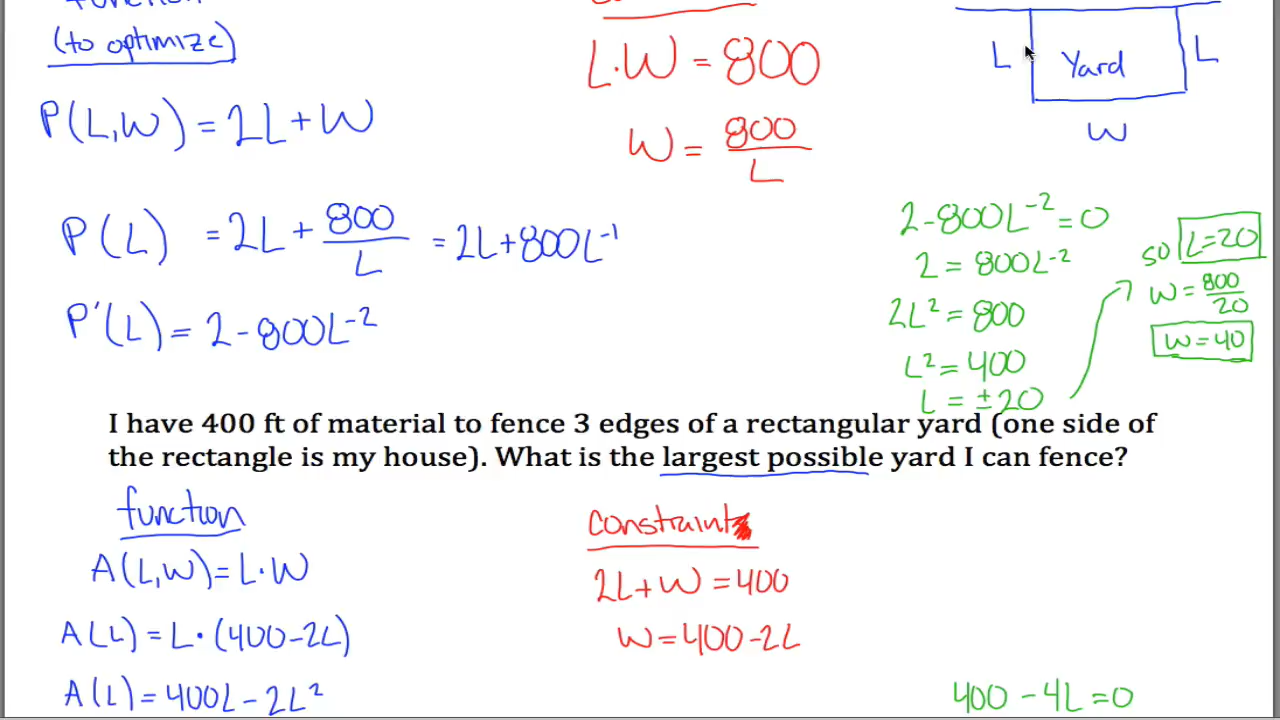 (to optimize)
P(L,W) = 2L + W
P(L) = 2L + 800/L = 2L + 800L⁻¹
P'(L) = 2 - 800L⁻²
L·W = 800
W = 800/L
L Yard L
W
2 - 800L⁻² = 0
2 = 800L⁻²
2L² = 800
L² = 400
L = ±20
so L = 20
W = 800/20
W = 40
I have 400 ft of material to fence 3 edges of a rectangular yard (one side of
the rectangle is my house). What is the largest possible yard I can fence?
function
A(L,W) = L·W
A(L) = L·(400-2L)
A(L) = 400L - 2L²
constraint
2L + W = 400
W = 400 - 2L
400 - 4L = 0